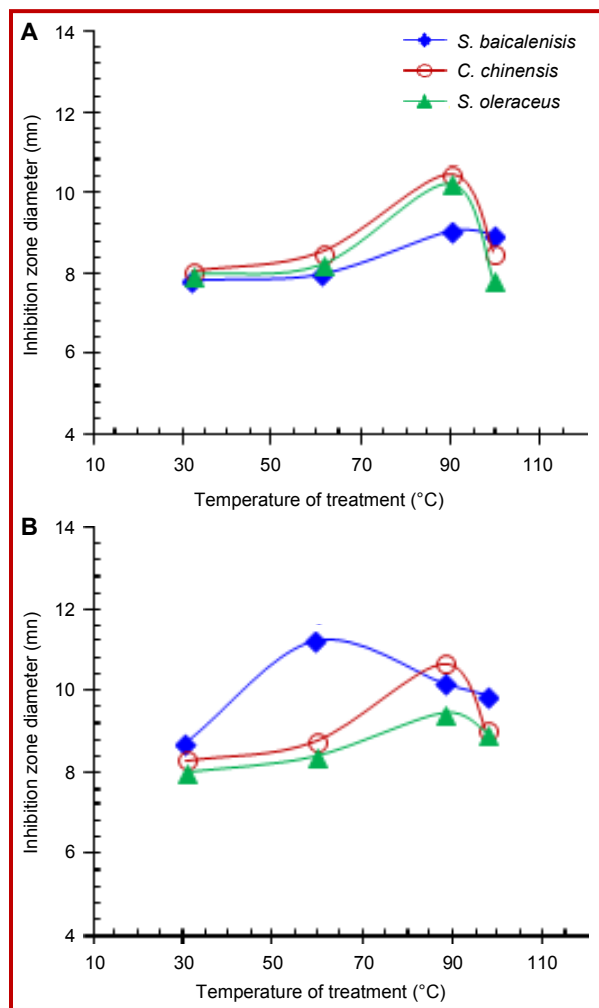 A
14
12
10
8
6
4
10 30 50 70 90 110
Inhibition zone diameter (mn)
Temperature of treatment (°C)
S. baicalenisis
C. chinensis
S. oleraceus
B
14
12
10
8
6
4
10 30 50 70 90 110
Inhibition zone diameter (mn)
Temperature of treatment (°C)